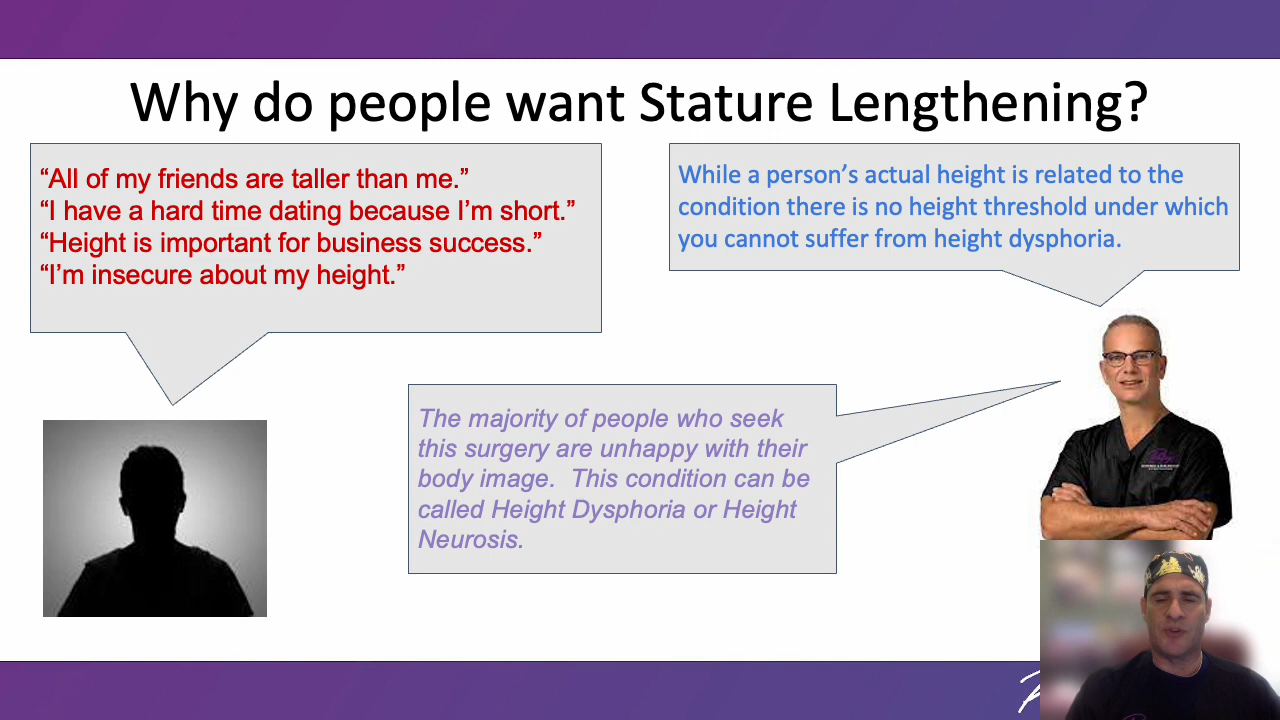 Why do people want Stature Lengthening?
“All of my friends are taller than me.”
“I have a hard time dating because I’m short.”
“Height is important for business success.”
“I’m insecure about my height.”
While a person’s actual height is related to the
condition there is no height threshold under which
you cannot suffer from height dysphoria.
The majority of people who seek
this surgery are unhappy with their
body image.  This condition can be
called Height Dysphoria or Height
Neurosis.